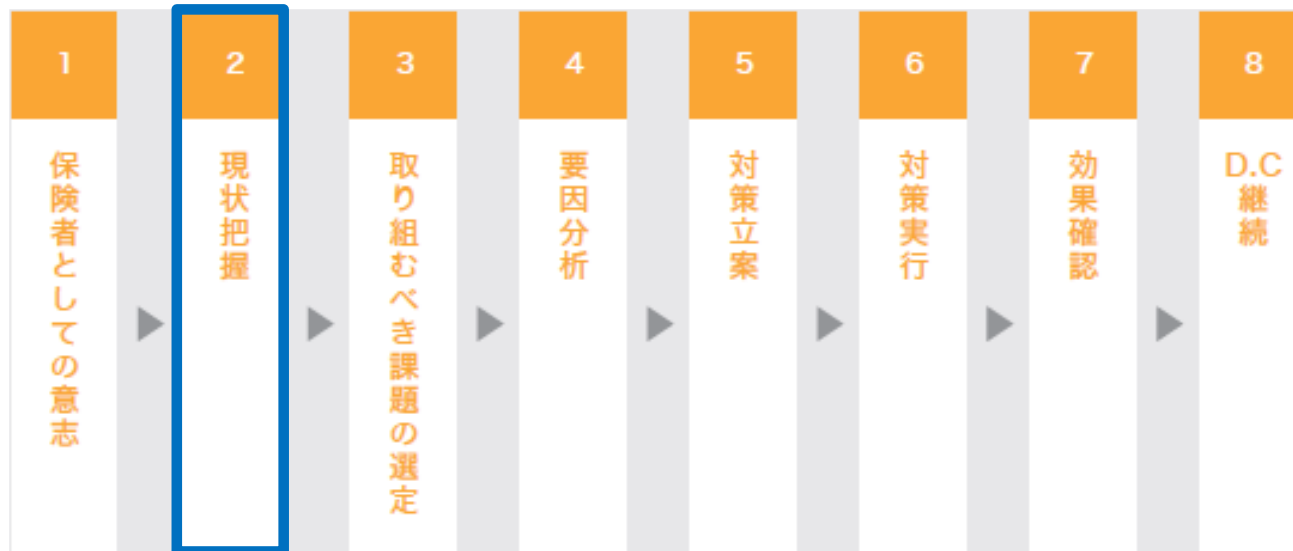 1
保険者としての意志
2
現状把握
3
取り組むべき課題の選定
4
要因分析
5
対策立案
6
対策実行
7
効果確認
8
D.C
継続